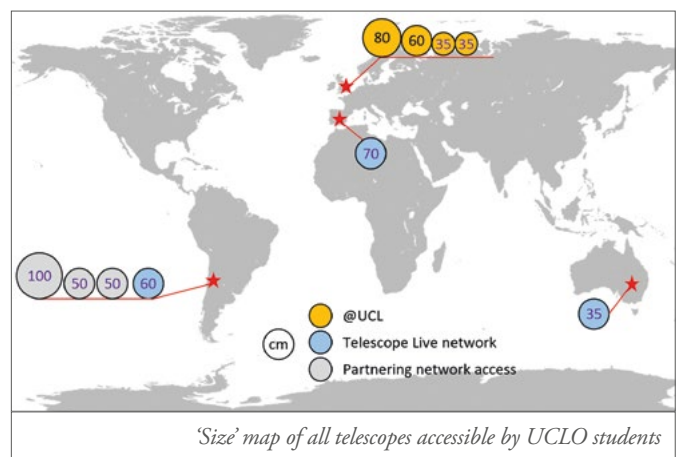 80 60 35 35
70
100 50 50 60
35
@UCL
cm Telescope Live network
Partnering network access
'Size' map of all telescopes accessible by UCLO students